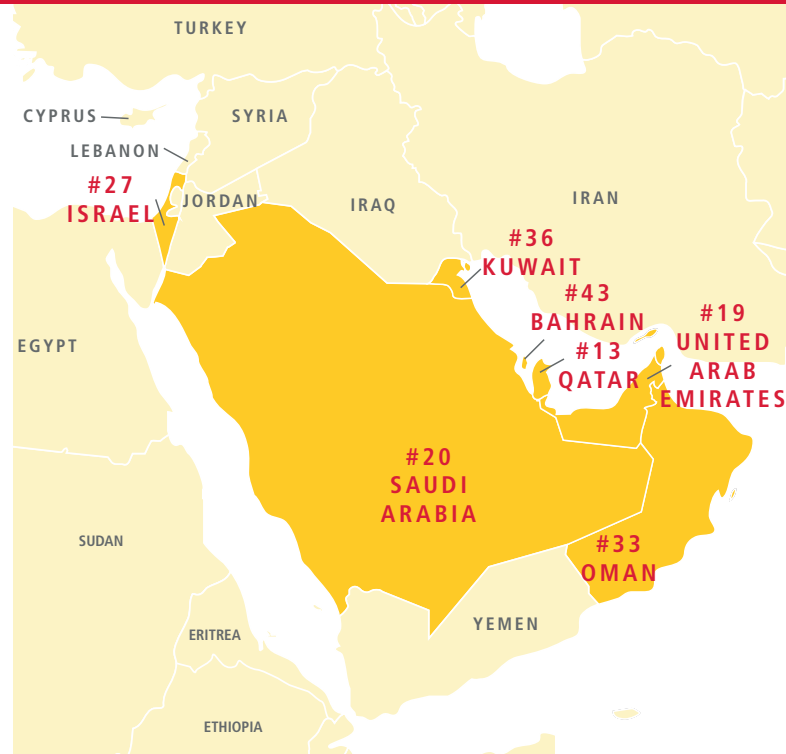 TURKEY
CYPRUS
SYRIA
LEBANON
#27
ISRAEL
JORDAN
IRAQ
IRAN
#36
KUWAIT
#43
BAHRAIN
#13
QATAR
#19
UNITED
ARAB
EMIRATES
EGYPT
#20
SAUDI
ARABIA
SUDAN
#33
OMAN
YEMEN
ERITREA
ETHIOPIA